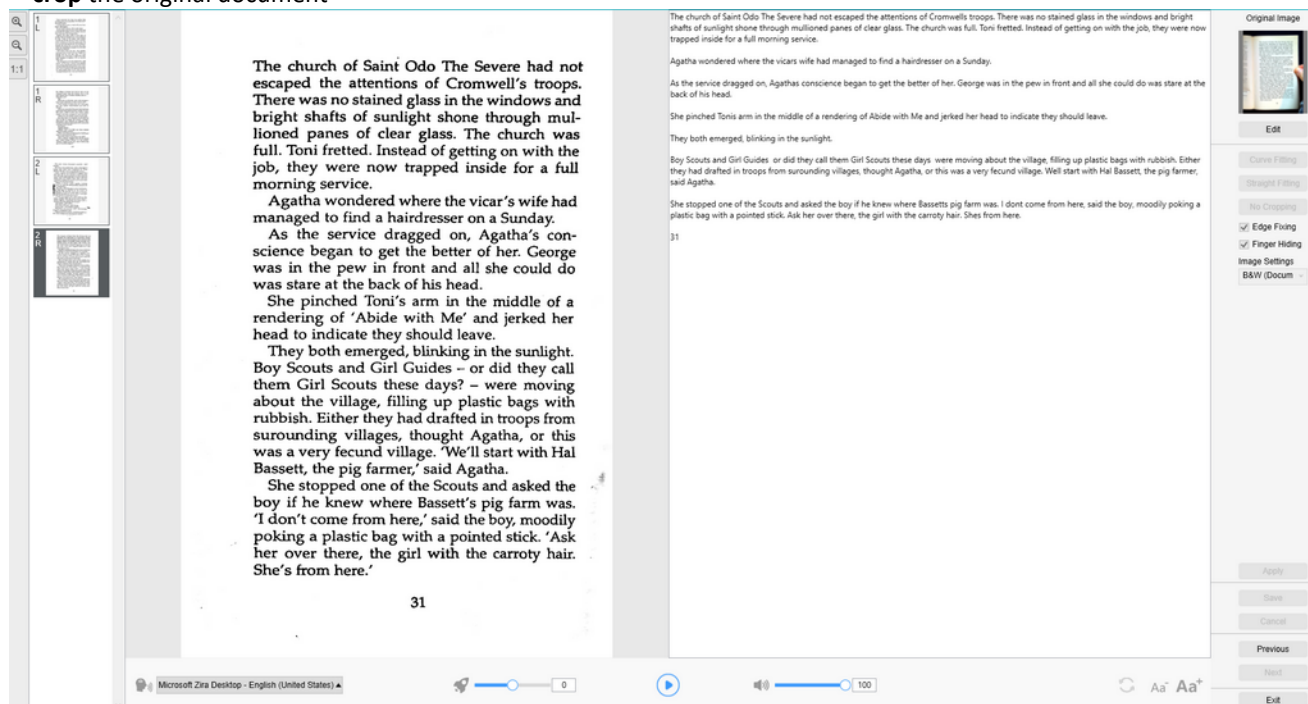 crop the original document
1
L
1
R
2
L
2
R
1:1
The church of Saint Odo The Severe had not
escaped the attentions of Cromwell's troops.
There was no stained glass in the windows and
bright shafts of sunlight shone through mul-
lioned panes of clear glass. The church was
full. Toni fretted. Instead of getting on with the
job, they were now trapped inside for a full
morning service.
Agatha wondered where the vicar's wife had
managed to find a hairdresser on a Sunday.
As the service dragged on, Agatha's con-
science began to get the better of her. George
was in the pew in front and all she could do
was stare at the back of his head.
She pinched Toni's arm in the middle of a
rendering of 'Abide with Me' and jerked her
head to indicate they should leave.
They both emerged, blinking in the sunlight.
Boy Scouts and Girl Guides – or did they call
them Girl Scouts these days? – were moving
about the village, filling up plastic bags with
rubbish. Either they had drafted in troops from
surounding villages, thought Agatha, or this
was a very fecund village. 'We'll start with Hal
Bassett, the pig farmer,' said Agatha.
She stopped one of the Scouts and asked the
boy if he knew where Bassett's pig farm was.
'I don't come from here,' said the boy, moodily
poking a plastic bag with a pointed stick. 'Ask
her over there, the girl with the carroty hair.
She's from here.'
31
The church of Saint Odo The Severe had not escaped the attentions of Cromwells troops. There was no stained glass in the windows and bright
shafts of sunlight shone through mullioned panes of clear glass. The church was full. Toni fretted. Instead of getting on with the job, they were now
trapped inside for a full morning service.
Agatha wondered where the vicars wife had managed to find a hairdresser on a Sunday.
As the service dragged on, Agathas conscience began to get the better of her. George was in the pew in front and all she could do was stare at the
back of his head.
She pinched Tonis arm in the middle of a rendering of Abide with Me and jerked her head to indicate they should leave.
They both emerged, blinking in the sunlight.
Boy Scouts and Girl Guides or did they call them Girl Scouts these days were moving about the village, filling up plastic bags with rubbish. Either
they had drafted in troops from surounding villages, thought Agatha, or this was a very fecund village. Well start with Hal Bassett, the pig farmer,
said Agatha.
She stopped one of the Scouts and asked the boy if he knew where Bassetts pig farm was. I dont come from here, said the boy, moodily poking a
plastic bag with a pointed stick. Ask her over there, the girl with the carroty hair. Shes from here.
31
Original Image
Edit
Curve Fitting
Straight Fitting
No Cropping
Edge Fixing
Finger Hiding
Image Settings
B&W (Docum
Apply
Save
Cancel
Previous
Next
Exit
Microsoft Zira Desktop - English (United States)
0
100
Aa- Aa+